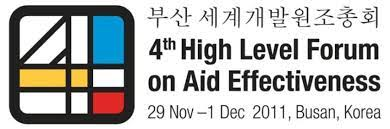 부산 세계개발원조총회
4th High Level Forum
on Aid Effectiveness
29 Nov –1 Dec 2011, Busan, Korea